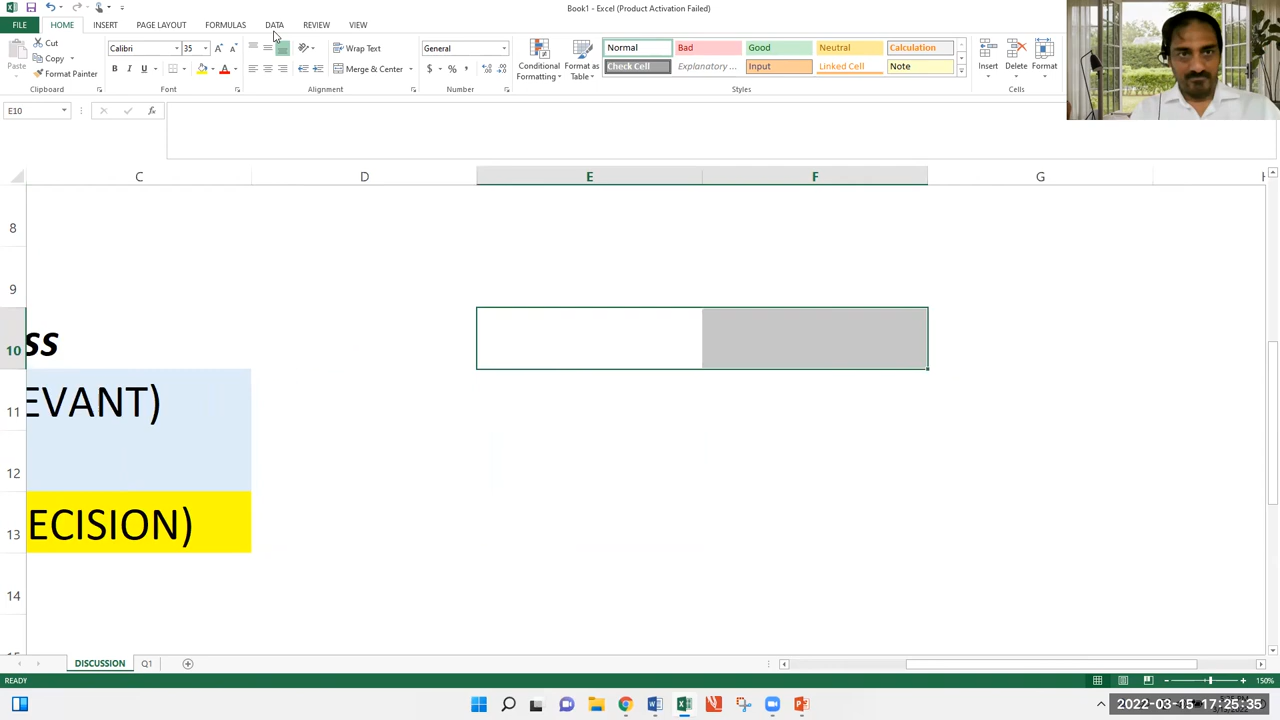 Book1 - Excel (Product Activation Failed)
FILE HOME INSERT PAGE LAYOUT FORMULAS DATA REVIEW VIEW
Cut
Copy
Format Painter
Paste
Clipboard
Calibri 35
B I U
Font
Wrap Text
Merge & Center
Alignment
General
$ % ,
Number
Conditional Formatting
Format as Table
Normal Bad Good Neutral Calculation
Check Cell Explanatory ... Input Linked Cell Note
Styles
Insert Delete Format
Cells
E10
fx
C D E F G H
8
9
10 SS
11 EVANT)
12
13 ECISION)
14
15
DISCUSSION Q1
READY
150%
2022-03-15 17:25:35